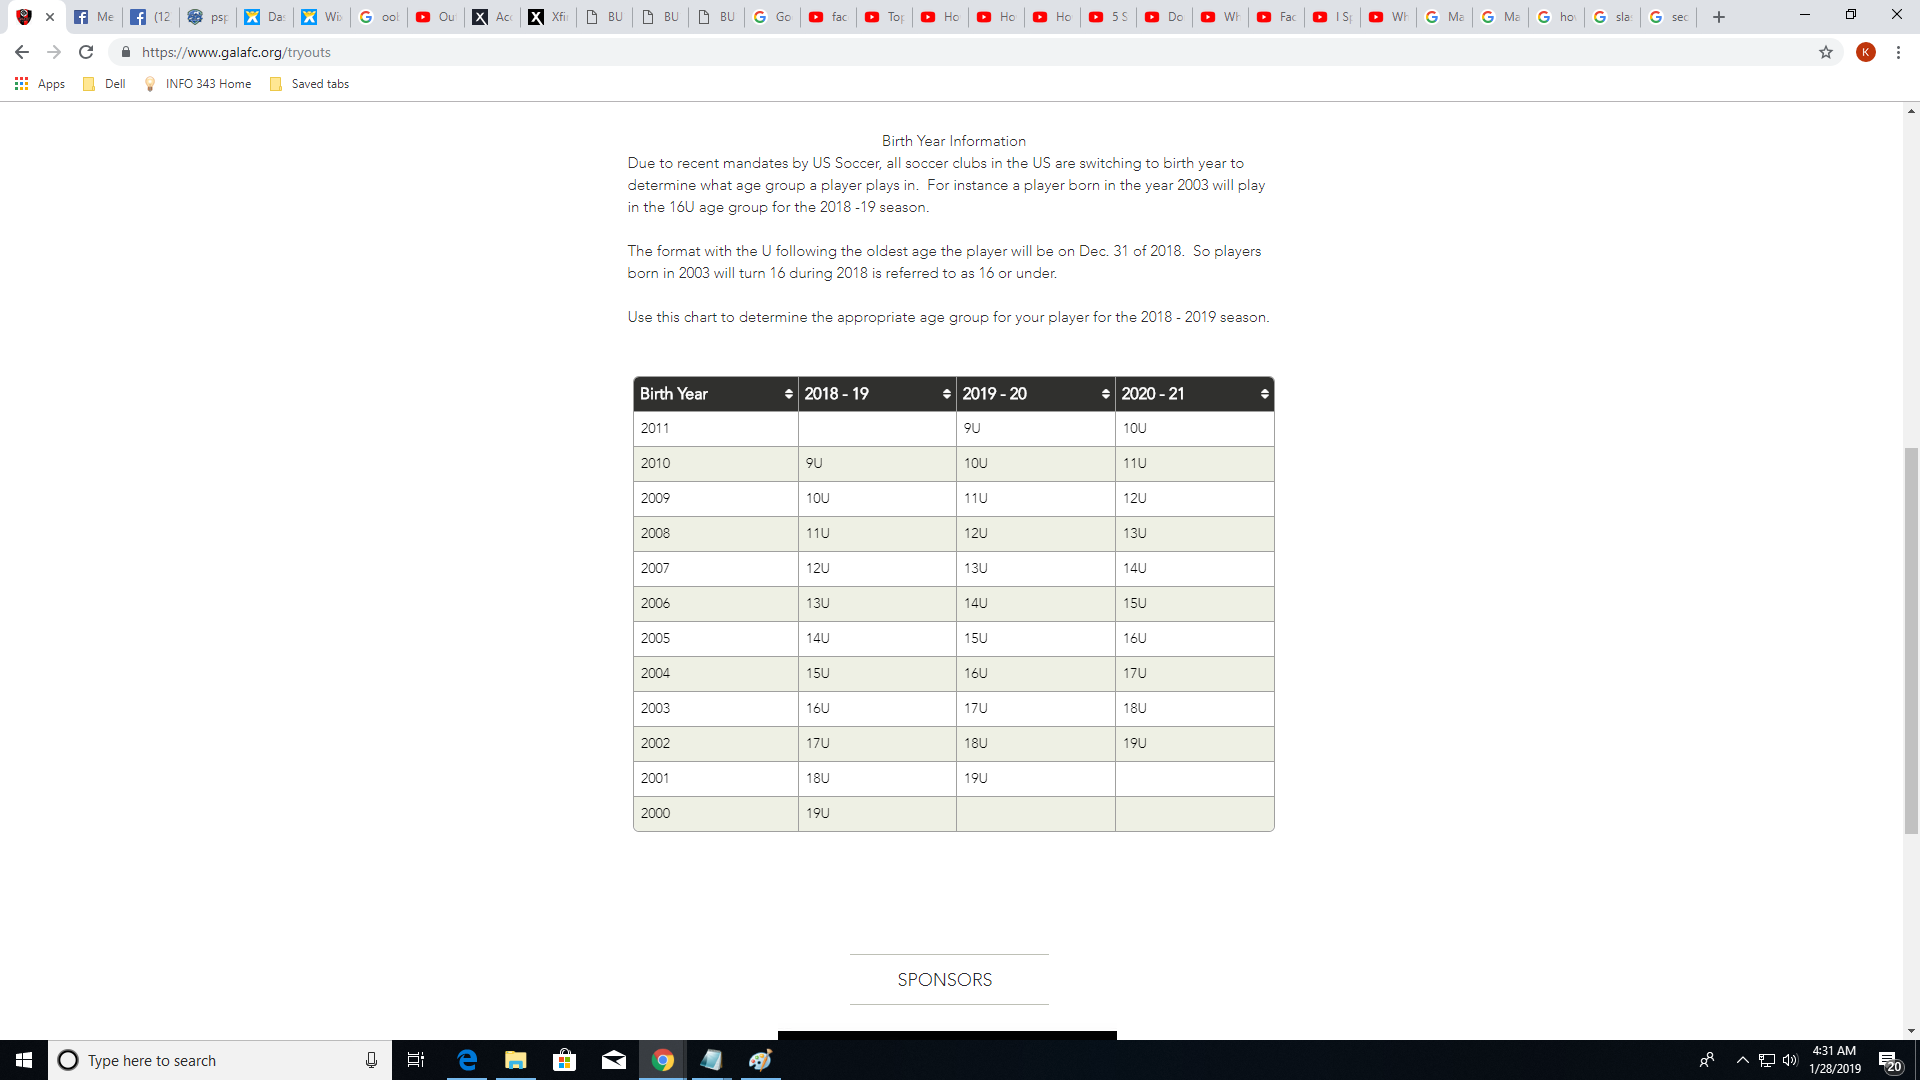 Me
(12
psp
Das
Wix
oob
Out
Acc
Xfi
BU
BU
BU
Go
fac
Top
Ho
Ho
Ho
5 S
Do
Wh
Fac
I Sp
Wh
Ma
Ma
hov
slas
sec
https://www.galafc.org/tryouts
K
Apps Dell INFO 343 Home Saved tabs
Birth Year Information
Due to recent mandates by US Soccer, all soccer clubs in the US are switching to birth year to
determine what age group a player plays in. For instance a player born in the year 2003 will play
in the 16U age group for the 2018 -19 season.
The format with the U following the oldest age the player will be on Dec. 31 of 2018. So players
born in 2003 will turn 16 during 2018 is referred to as 16 or under.
Use this chart to determine the appropriate age group for your player for the 2018 - 2019 season.
Birth Year 2018 - 19 2019 - 20 2020 - 21
2011 9U 10U
2010 9U 10U 11U
2009 10U 11U 12U
2008 11U 12U 13U
2007 12U 13U 14U
2006 13U 14U 15U
2005 14U 15U 16U
2004 15U 16U 17U
2003 16U 17U 18U
2002 17U 18U 19U
2001 18U 19U
2000 19U
SPONSORS
Type here to search
4:31 AM
1/28/2019
20